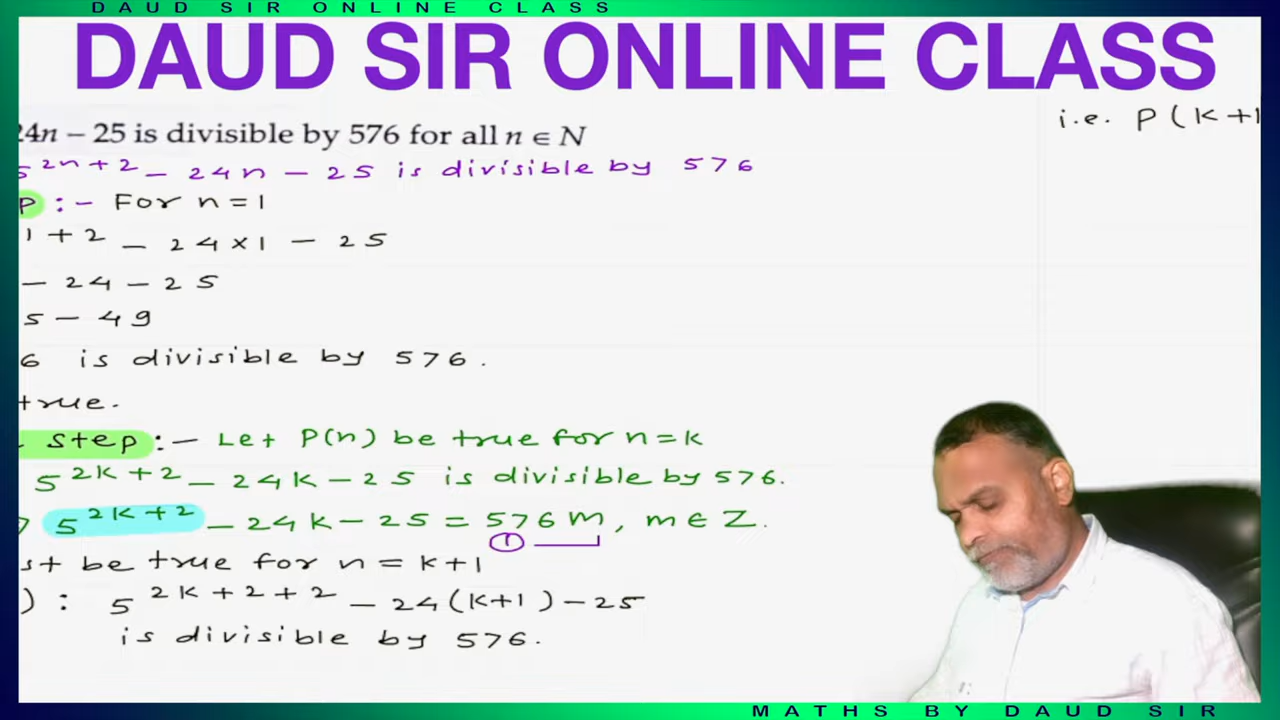 DAUD SIR ONLINE CLASS
DAUD SIR ONLINE CLASS
24n – 25 is divisible by 576 for all n ∈ N
i.e. P(K+1
5^{2n+2} – 24n – 25 is divisible by 576
P :- For n = 1
1+2 – 24×1 – 25
– 24 – 25
5 – 49
6 is divisible by 576.
true.
step :- Let P(n) be true for n = k
5^{2K+2} – 24K – 25 is divisible by 576.
5^{2K+2} – 24K – 25 = 576m, m ∈ Z.
①
st be true for n = k+1
) : 5^{2K+2+2} – 24(K+1) – 25
is divisible by 576.
MATHS BY DAUD SIR